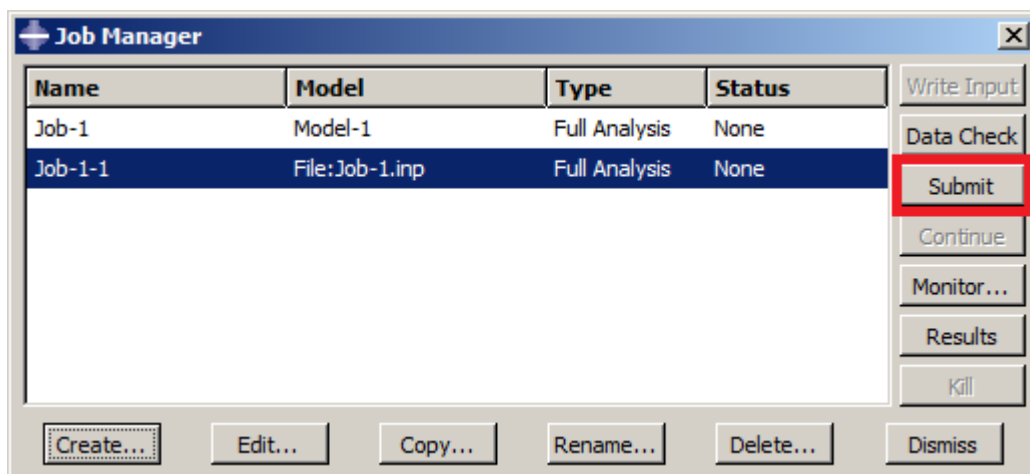 Job Manager
Name Model Type Status Write Input
Job-1 Model-1 Full Analysis None Data Check
Job-1-1 File:Job-1.inp Full Analysis None Submit
Continue
Monitor...
Results
Kill
Create... Edit... Copy... Rename... Delete... Dismiss